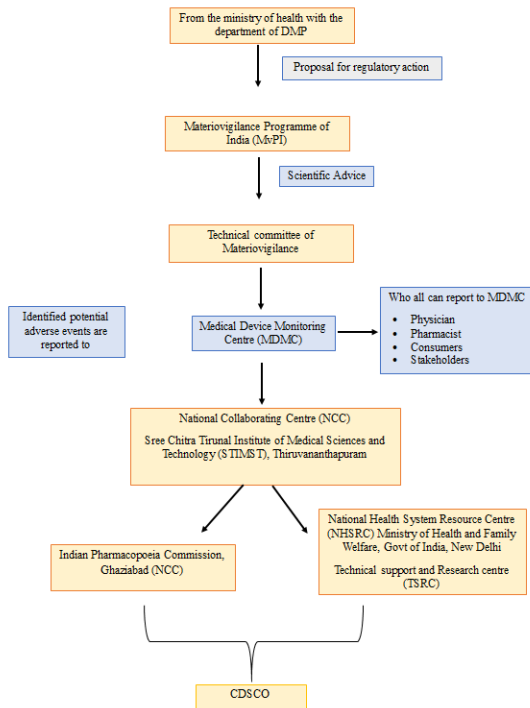 From the ministry of health with the
department of DMP
Proposal for regulatory action
Materiovigilance Programme of
India (MvPI)
Scientific Advice
Technical committee of
Materiovigilance
Identified potential
adverse events are
reported to
Medical Device Monitoring
Centre (MDMC)
Who all can report to MDMC
• Physician
• Pharmacist
• Consumers
• Stakeholders
National Collaborating Centre (NCC)
Sree Chitra Tirunal Institute of Medical Sciences and
Technology (STIMST), Thiruvananthapuram
Indian Pharmacopoeia Commission,
Ghaziabad (NCC)
National Health System Resource Centre
(NHSRC) Ministry of Health and Family
Welfare, Govt of India, New Delhi
Technical support and Research centre
(TSRC)
CDSCO